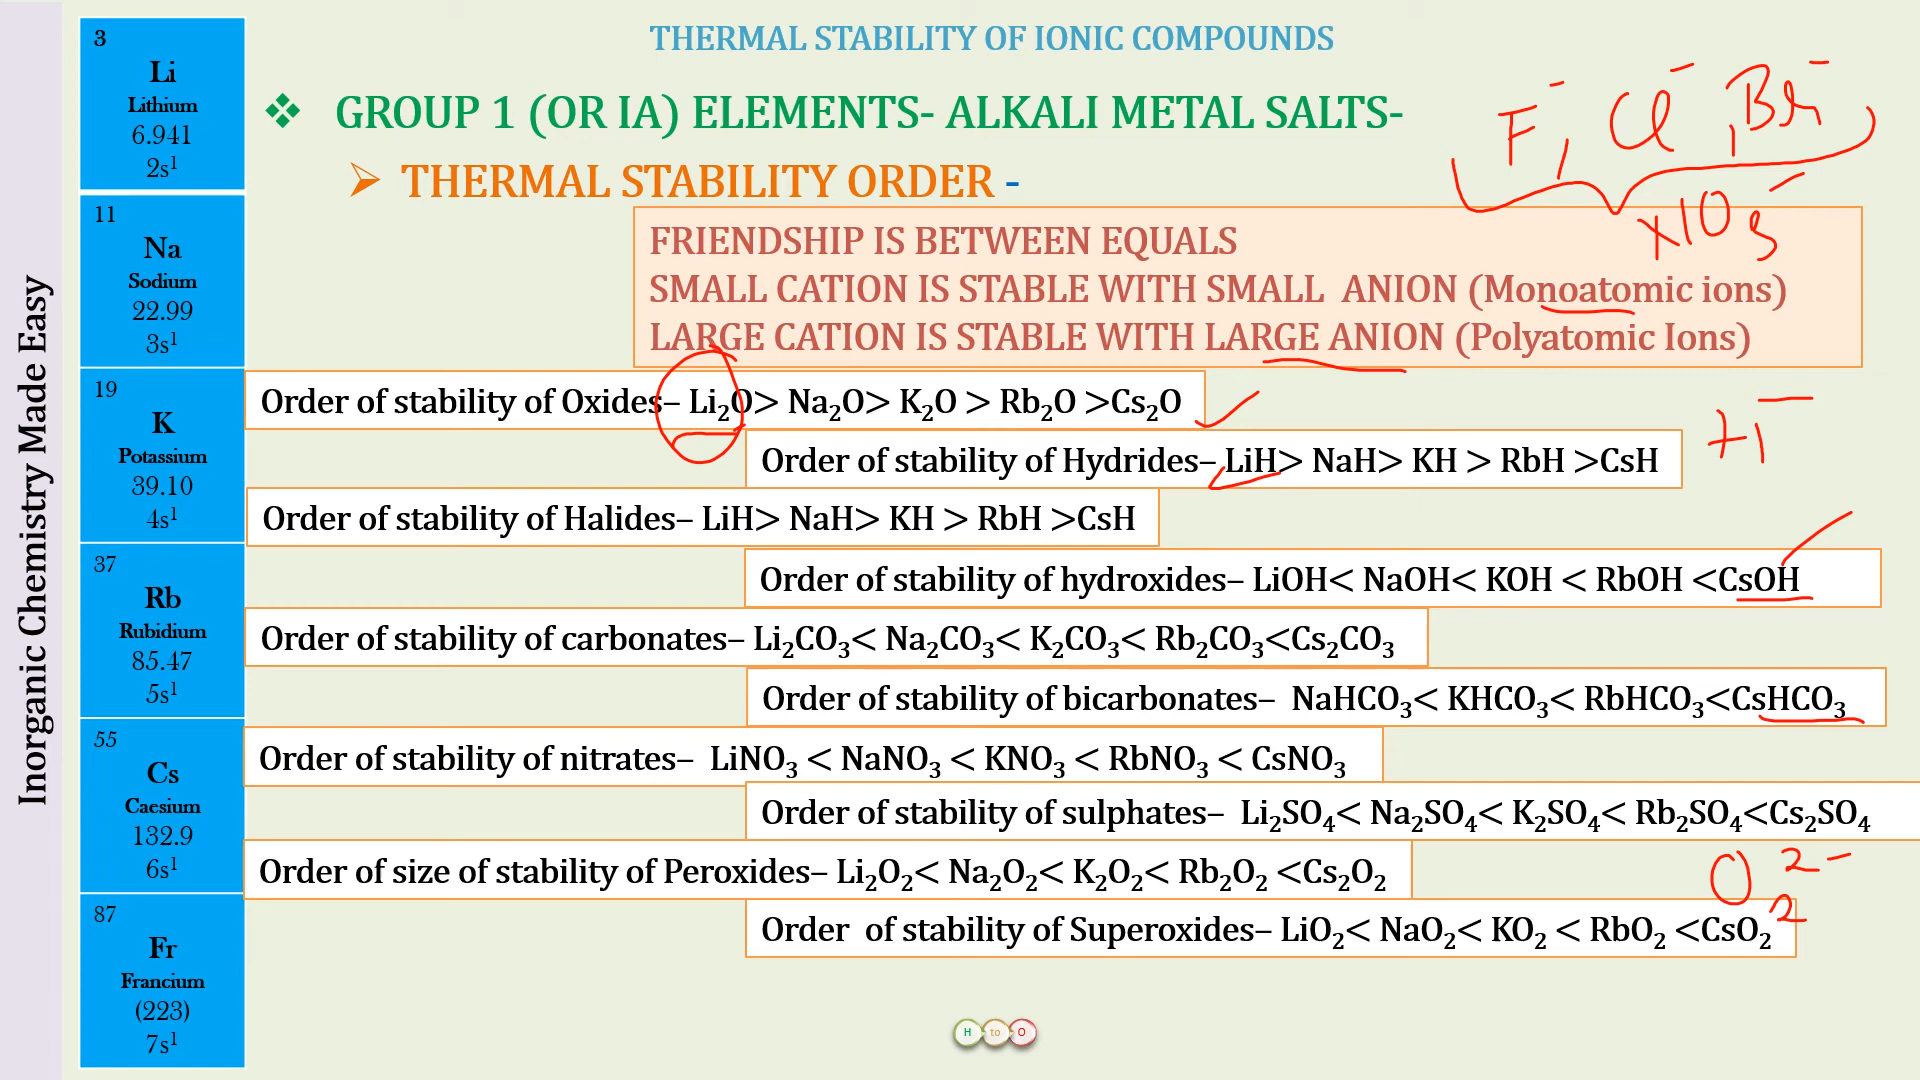 THERMAL STABILITY OF IONIC COMPOUNDS
❖ GROUP 1 (OR IA) ELEMENTS- ALKALI METAL SALTS-
➢ THERMAL STABILITY ORDER -
F⁻, Cl⁻, Br⁻
FRIENDSHIP IS BETWEEN EQUALS
SMALL CATION IS STABLE WITH SMALL ANION (Monoatomic ions)
LARGE CATION IS STABLE WITH LARGE ANION (Polyatomic Ions)
Order of stability of Oxides– Li₂O> Na₂O> K₂O > Rb₂O >Cs₂O
Order of stability of Hydrides– LiH> NaH> KH > RbH >CsH
Order of stability of Halides– LiH> NaH> KH > RbH >CsH
Order of stability of hydroxides– LiOH< NaOH< KOH < RbOH <CsOH
Order of stability of carbonates– Li₂CO₃< Na₂CO₃< K₂CO₃< Rb₂CO₃<Cs₂CO₃
Order of stability of bicarbonates– NaHCO₃< KHCO₃< RbHCO₃<CsHCO₃
Order of stability of nitrates– LiNO₃ < NaNO₃ < KNO₃ < RbNO₃ < CsNO₃
Order of stability of sulphates– Li₂SO₄< Na₂SO₄< K₂SO₄< Rb₂SO₄<Cs₂SO₄
Order of size of stability of Peroxides– Li₂O₂< Na₂O₂< K₂O₂< Rb₂O₂ <Cs₂O₂
O₂²⁻
Order of stability of Superoxides– LiO₂< NaO₂< KO₂ < RbO₂ <CsO₂
H to O
Inorganic Chemistry Made Easy
3
Li
Lithium
6.941
2s¹
11
Na
Sodium
22.99
3s¹
19
K
Potassium
39.10
4s¹
37
Rb
Rubidium
85.47
5s¹
55
Cs
Caesium
132.9
6s¹
87
Fr
Francium
(223)
7s¹